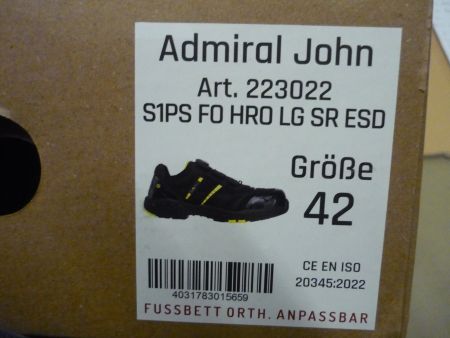 Admiral John
Art. 223022
S1PS FO HRO LG SR ESD
Größe
42
CE EN ISO
20345:2022
4031783015659
FUSSBETT ORTH. ANPASSBAR